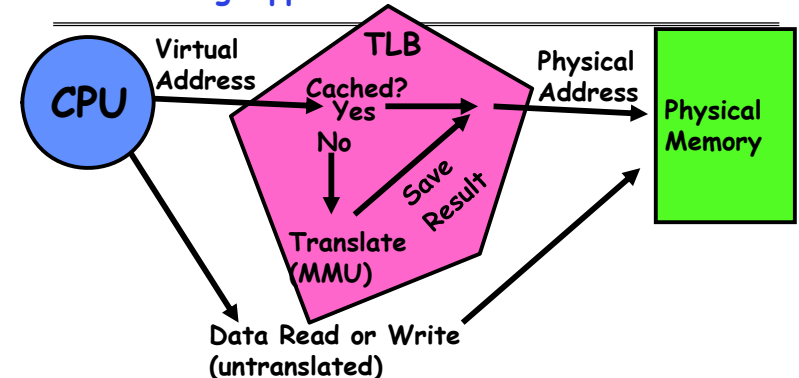 TLB
Virtual
Address
CPU
Cached?
Yes
No
Save
Result
Translate
(MMU)
Physical
Address
Physical
Memory
Data Read or Write
(untranslated)